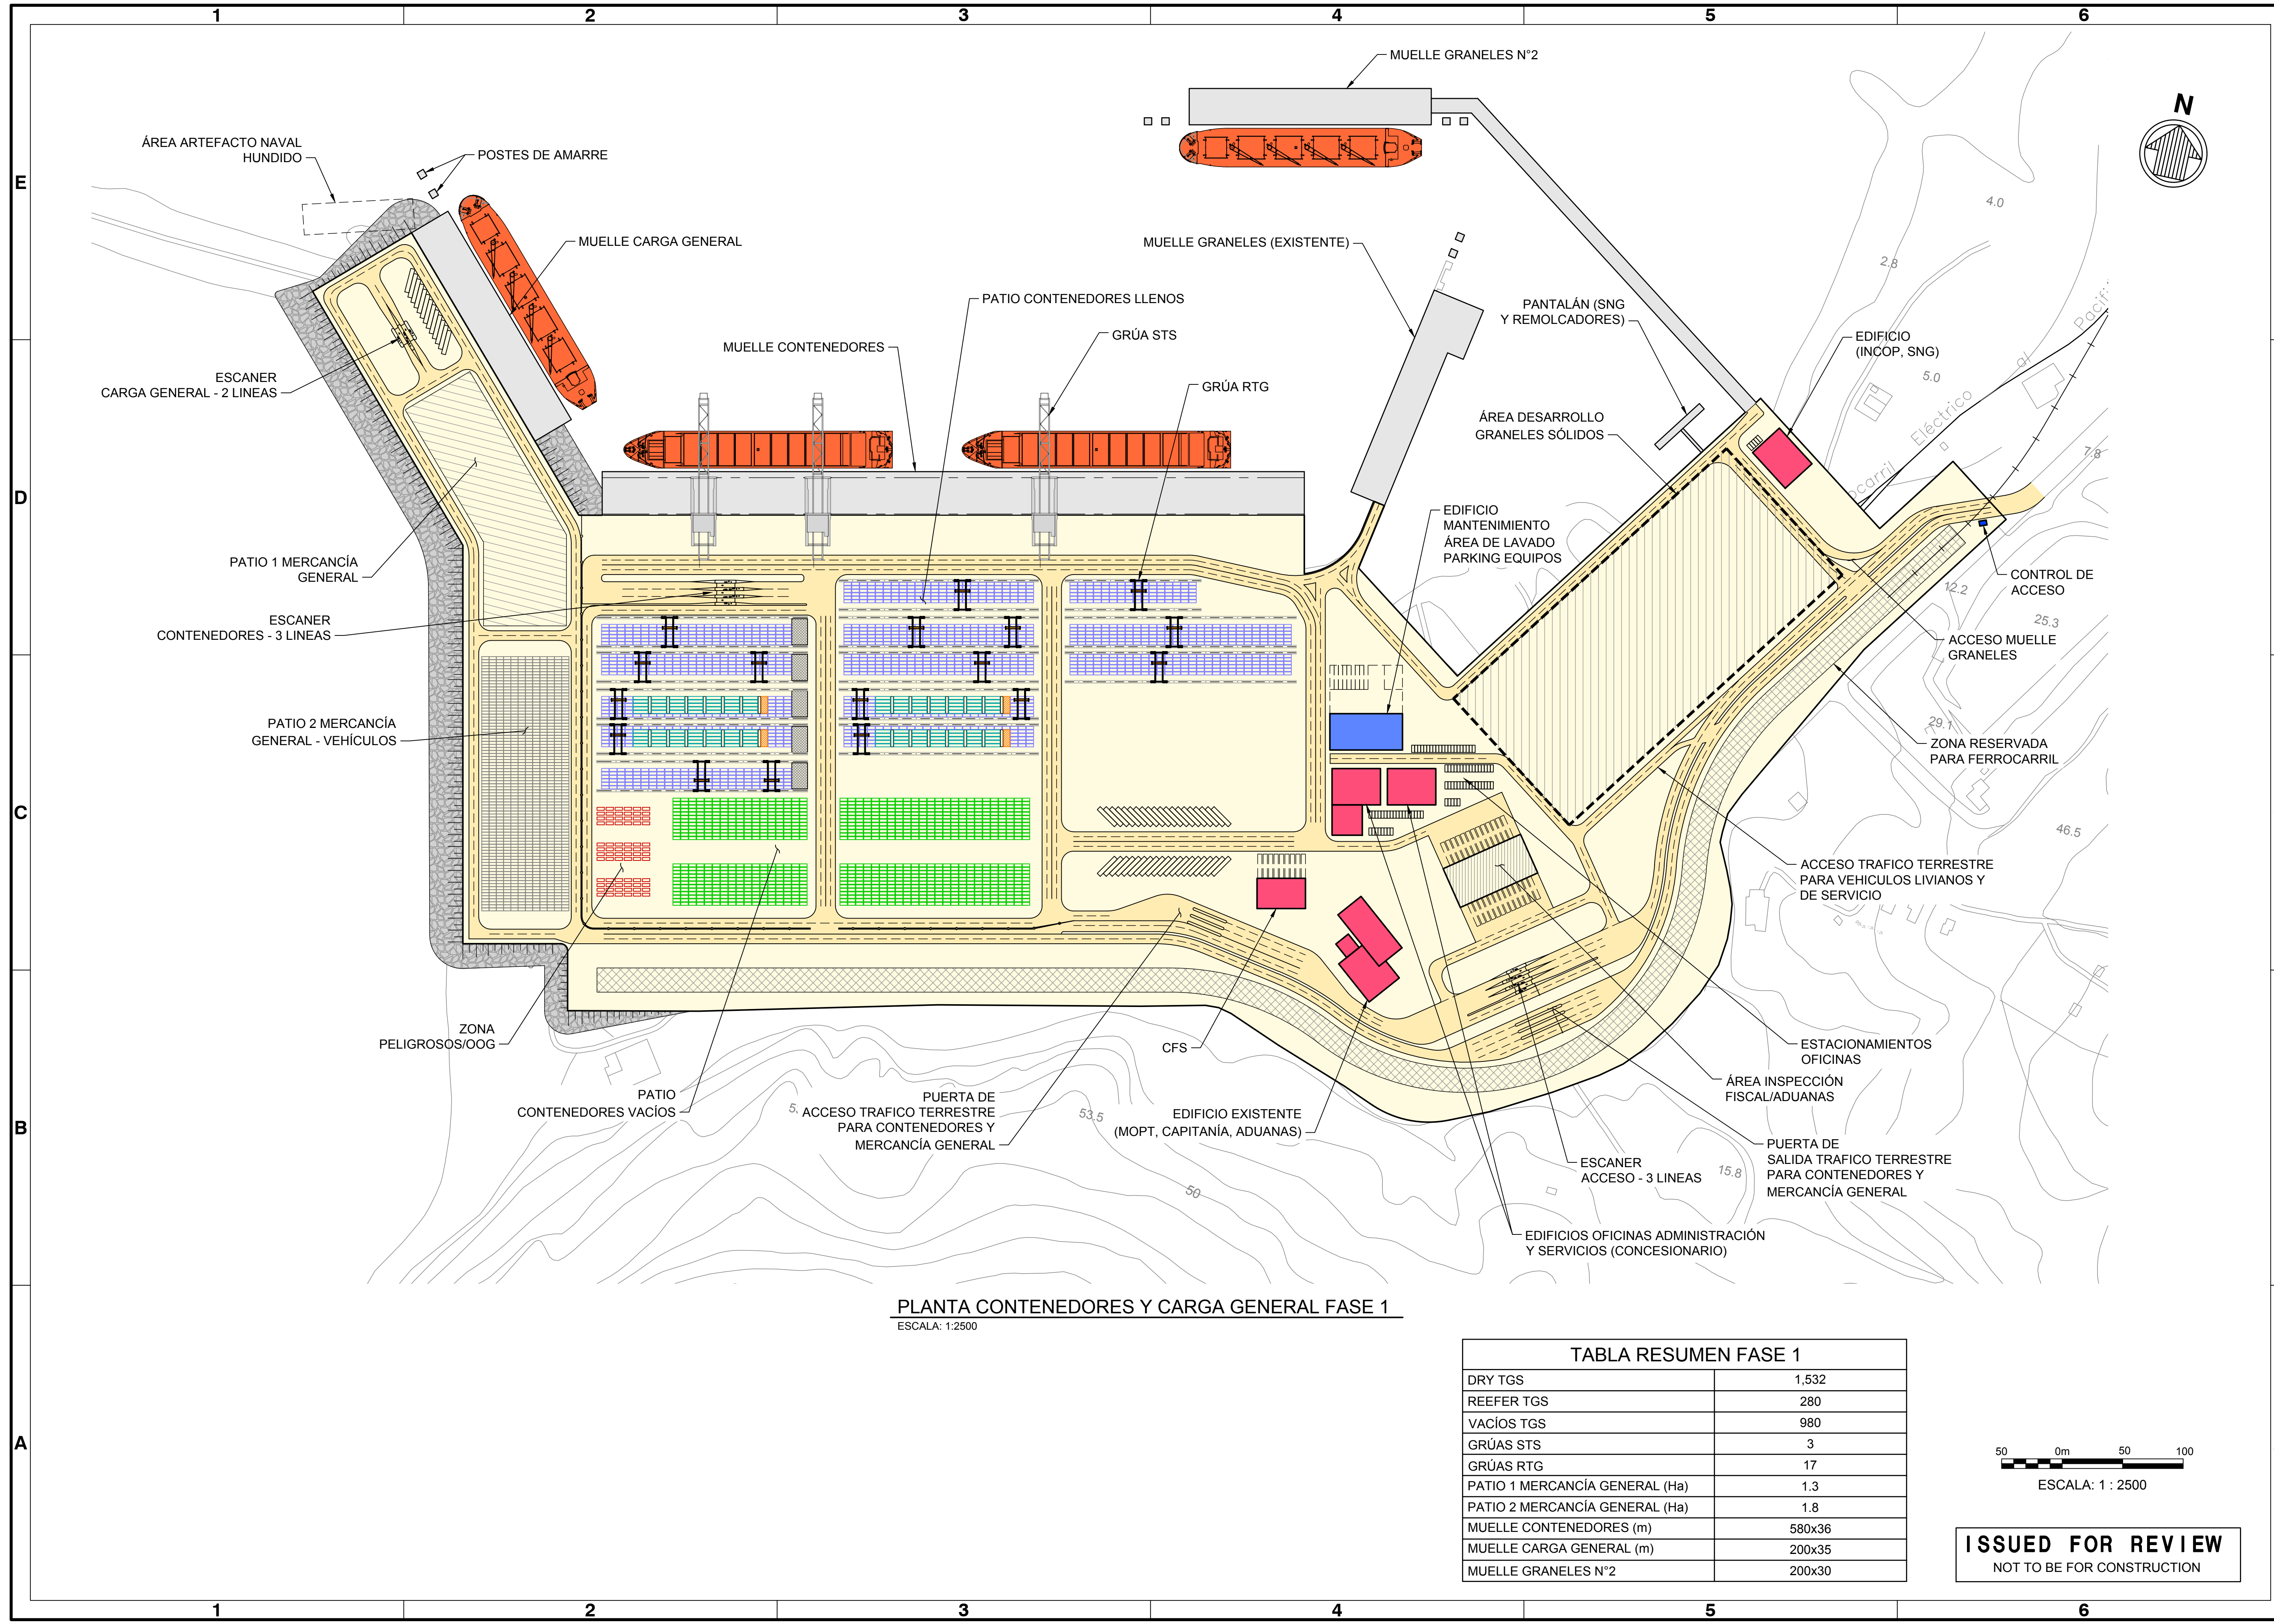 1 2 3 4 5 6
E
D
C
B
A
MUELLE GRANELES N°2
N
ÁREA ARTEFACTO NAVAL
HUNDIDO
POSTES DE AMARRE
MUELLE CARGA GENERAL
MUELLE GRANELES (EXISTENTE)
4.0
2.8
PATIO CONTENEDORES LLENOS
PANTALÁN (SNG
Y REMOLCADORES)
GRÚA STS
MUELLE CONTENEDORES
EDIFICIO
(INCOP, SNG)
al
5.0
Eléctrico
ESCANER
CARGA GENERAL - 2 LINEAS
GRÚA RTG
ÁREA DESARROLLO
GRANELES SÓLIDOS
7.8
EDIFICIO
MANTENIMIENTO
ÁREA DE LAVADO
PARKING EQUIPOS
PATIO 1 MERCANCÍA
GENERAL
CONTROL DE
ACCESO
12.2
ESCANER
CONTENEDORES - 3 LINEAS
25.3
ACCESO MUELLE
GRANELES
PATIO 2 MERCANCÍA
GENERAL - VEHÍCULOS
29.1
ZONA RESERVADA
PARA FERROCARRIL
46.5
ACCESO TRAFICO TERRESTRE
PARA VEHICULOS LIVIANOS Y
DE SERVICIO
ZONA
PELIGROSOS/OOG
CFS
ESTACIONAMIENTOS
OFICINAS
ÁREA INSPECCIÓN
FISCAL/ADUANAS
PATIO
CONTENEDORES VACÍOS
PUERTA DE
ACCESO TRAFICO TERRESTRE
PARA CONTENEDORES Y
MERCANCÍA GENERAL
53.5
EDIFICIO EXISTENTE
(MOPT, CAPITANÍA, ADUANAS)
PUERTA DE
SALIDA TRAFICO TERRESTRE
PARA CONTENEDORES Y
MERCANCÍA GENERAL
ESCANER
ACCESO - 3 LINEAS
15.8
50
EDIFICIOS OFICINAS ADMINISTRACIÓN
Y SERVICIOS (CONCESIONARIO)
PLANTA CONTENEDORES Y CARGA GENERAL FASE 1
ESCALA: 1:2500
TABLA RESUMEN FASE 1
DRY TGS 1,532
REEFER TGS 280
VACÍOS TGS 980
GRÚAS STS 3
GRÚAS RTG 17
PATIO 1 MERCANCÍA GENERAL (Ha) 1.3
PATIO 2 MERCANCÍA GENERAL (Ha) 1.8
MUELLE CONTENEDORES (m) 580x36
MUELLE CARGA GENERAL (m) 200x35
MUELLE GRANELES N°2 200x30
50 0m 50 100
ESCALA: 1 : 2500
ISSUED FOR REVIEW
NOT TO BE FOR CONSTRUCTION
1 2 3 4 5 6